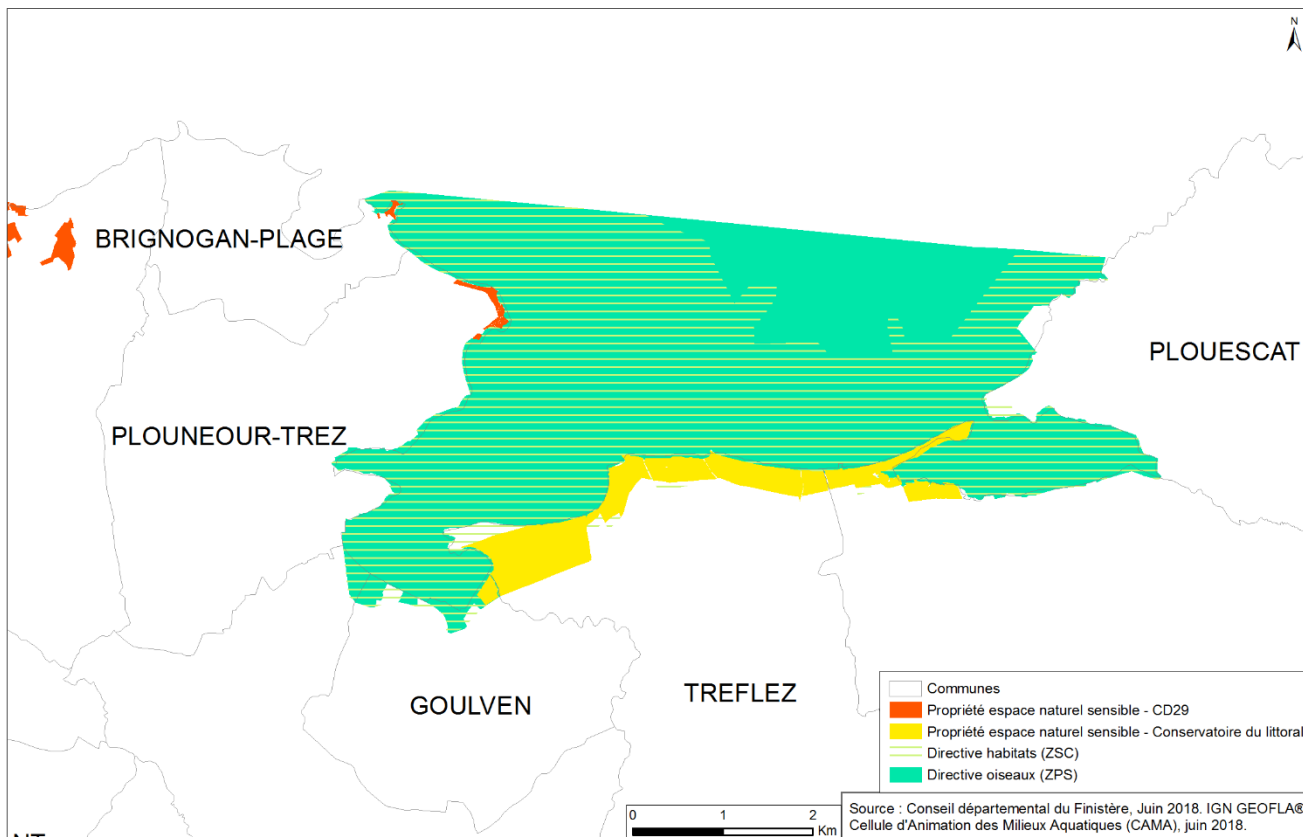 N
BRIGNOGAN-PLAGE
PLOUESCAT
PLOUNEOUR-TREZ
GOULVEN
TREFLEZ
Communes
Propriété espace naturel sensible - CD29
Propriété espace naturel sensible - Conservatoire du littoral
Directive habitats (ZSC)
Directive oiseaux (ZPS)
0 1 2
Km
Source : Conseil départemental du Finistère, Juin 2018. IGN GEOFLA®
Cellule d'Animation des Milieux Aquatiques (CAMA), juin 2018.